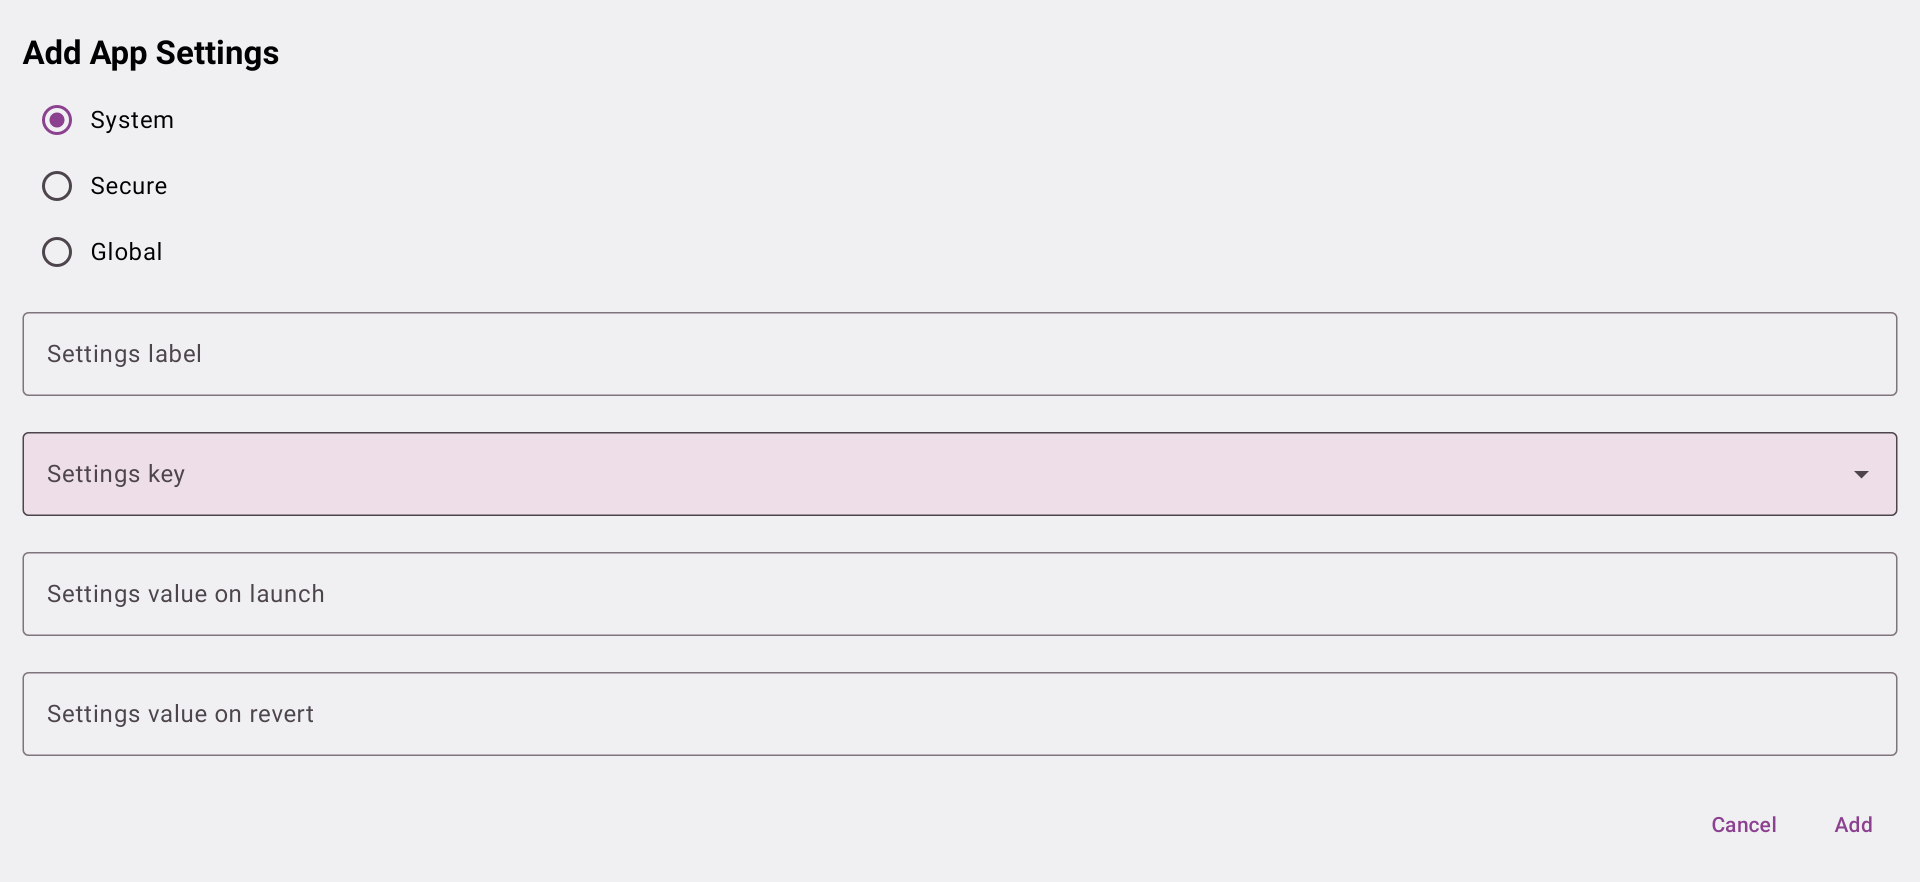 Add App Settings
System
Secure
Global
Settings label
Settings key
Settings value on launch
Settings value on revert
Cancel Add